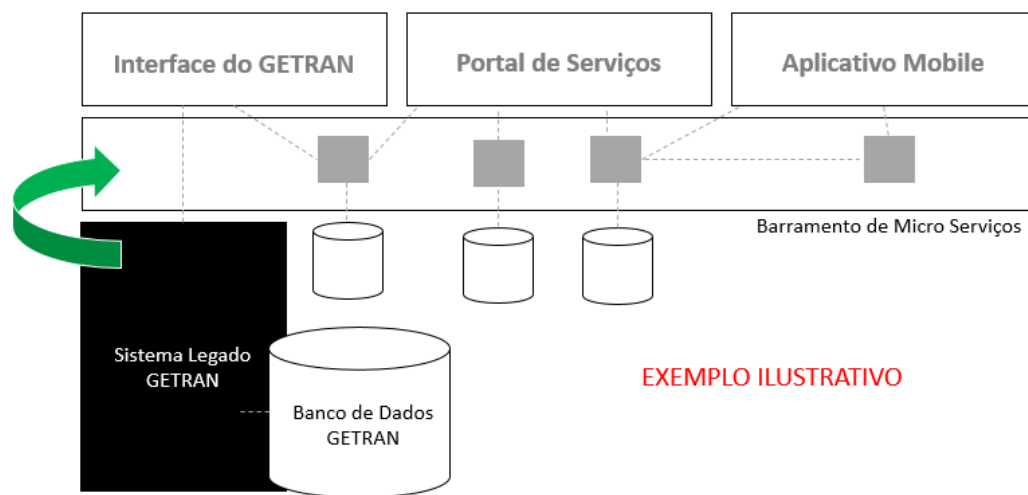 Interface do GETRAN
Portal de Serviços
Aplicativo Mobile
Barramento de Micro Serviços
Sistema Legado
GETRAN
Banco de Dados
GETRAN
EXEMPLO ILUSTRATIVO